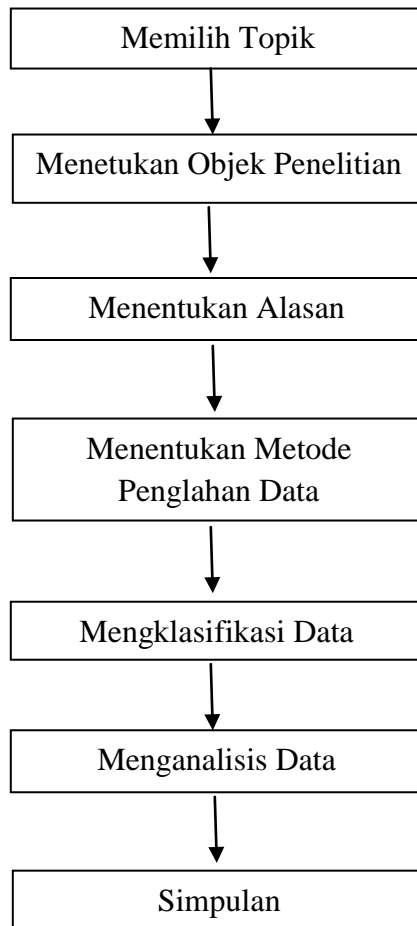 Memilih Topik
Menetukan Objek Penelitian
Menentukan Alasan
Menentukan Metode
Penglahan Data
Mengklasifikasi Data
Menganalisis Data
Simpulan